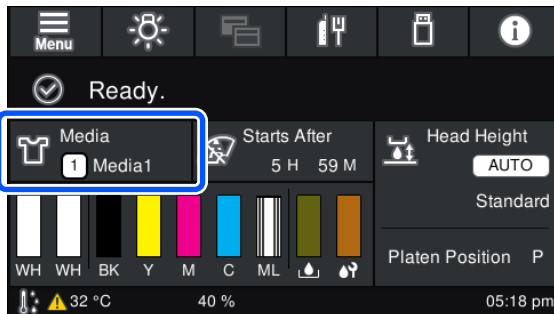 Menu
Ready.
Media
1 Media1
Starts After
5 H 59 M
Head Height
AUTO
Standard
Platen Position P
WH WH BK Y M C ML
32 °C 40 % 05:18 pm